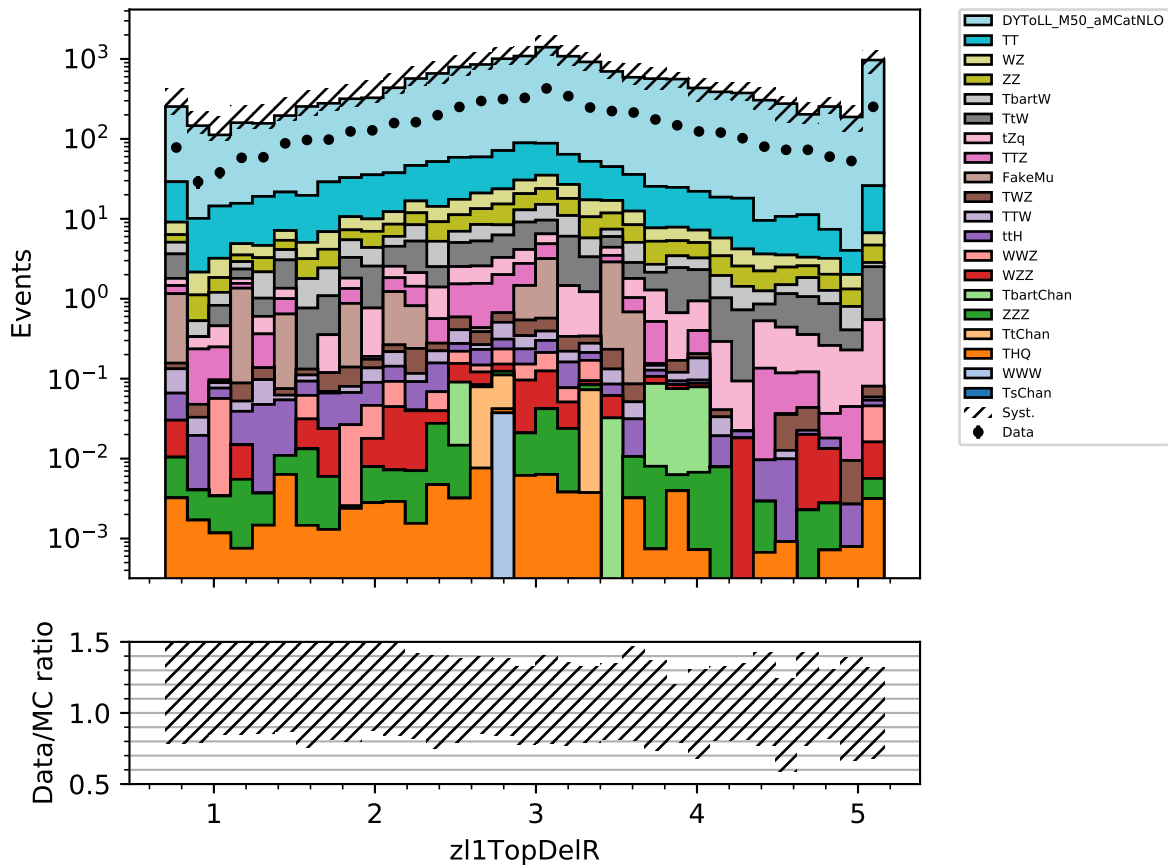 Events
10³
10²
10¹
10⁰
10⁻¹
10⁻²
10⁻³
DYToLL_M50_aMCatNLO
TT
WZ
ZZ
TbartW
TtW
tZq
TTZ
FakeMu
TWZ
TTW
ttH
WWZ
WZZ
TbartChan
ZZZ
TtChan
THQ
WWW
TsChan
Syst.
Data
Data/MC ratio
1.5
1.0
0.5
1 2 3 4 5
zl1TopDelR